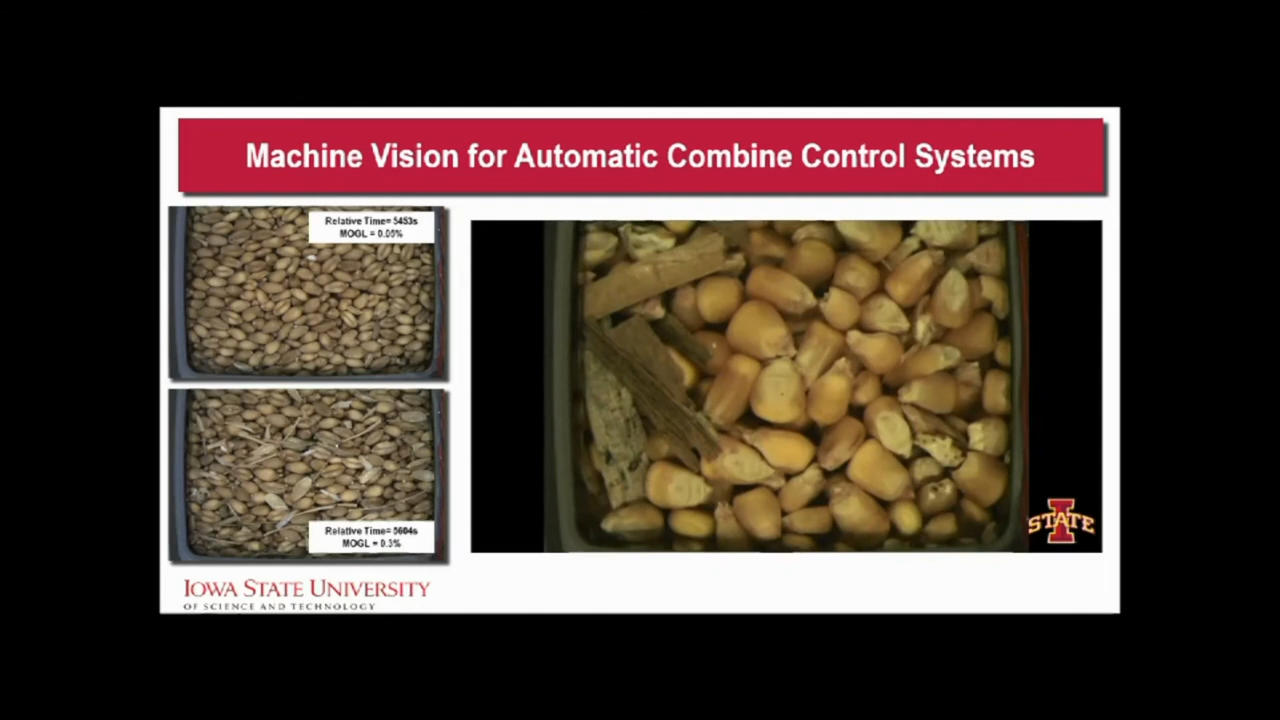 Machine Vision for Automatic Combine Control Systems
Relative Time= 5453s
MOGL = 0.05%
Relative Time= 5604s
MOGL = 0.3%
STATE
IOWA STATE UNIVERSITY
OF SCIENCE AND TECHNOLOGY